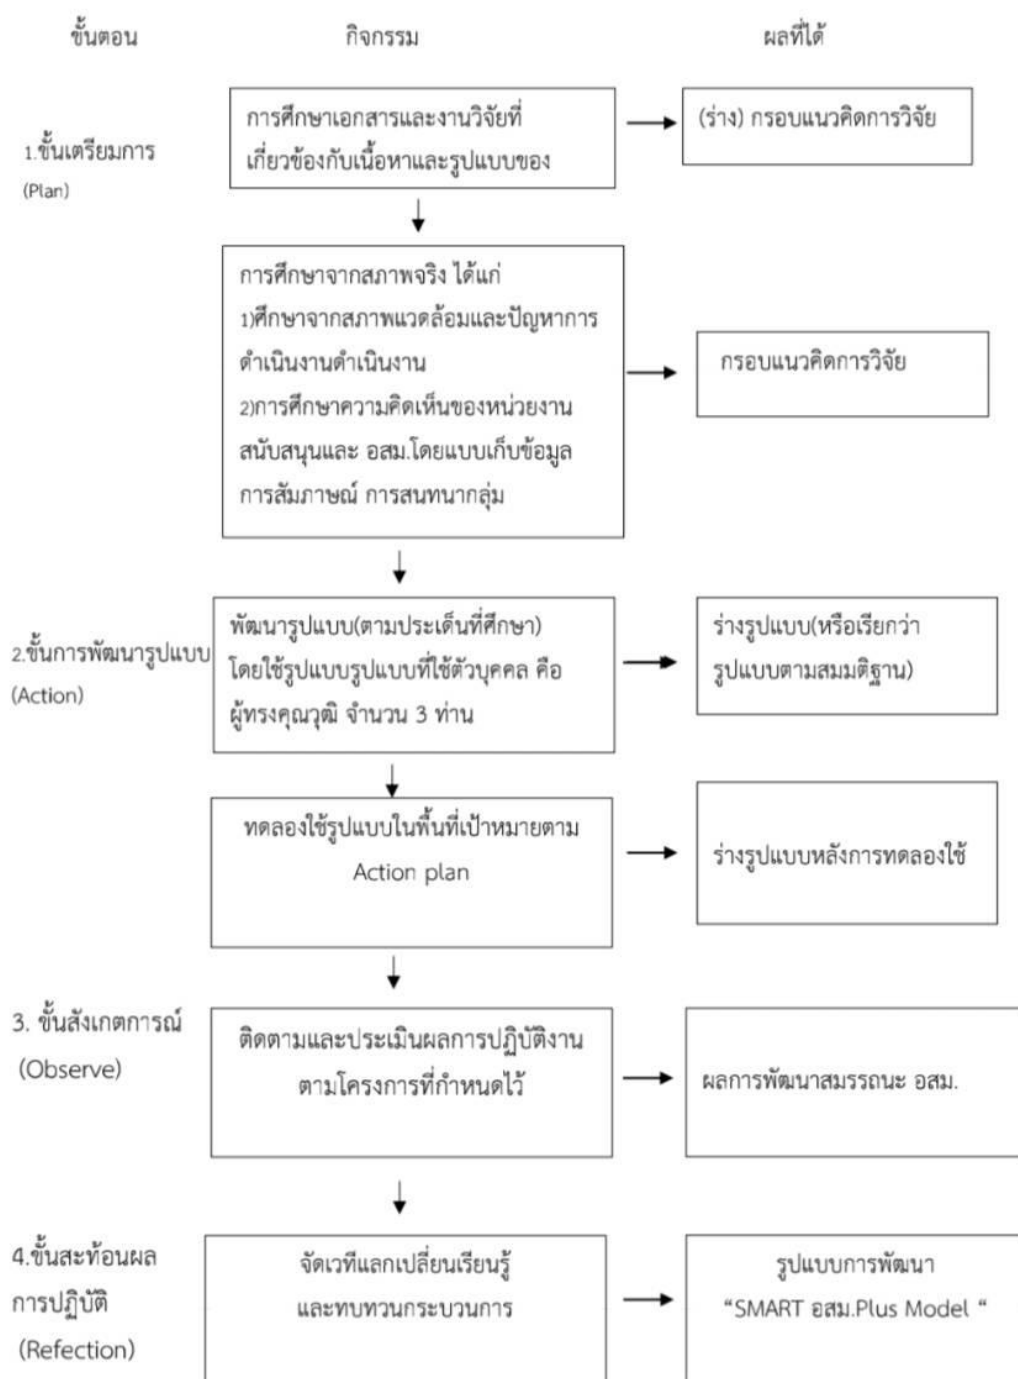 ขั้นตอน กิจกรรม ผลที่ได้
1.ขั้นเตรียมการ
(Plan)
การศึกษาเอกสารและงานวิจัยที่
เกี่ยวข้องกับเนื้อหาและรูปแบบของ
(ร่าง) กรอบแนวคิดการวิจัย
การศึกษาจากสภาพจริง ได้แก่
1)ศึกษาจากสภาพแวดล้อมและปัญหาการ
ดำเนินงานดำเนินงาน
2)การศึกษาความคิดเห็นของหน่วยงาน
สนับสนุนและ อสม.โดยแบบเก็บข้อมูล
การสัมภาษณ์ การสนทนากลุ่ม
กรอบแนวคิดการวิจัย
2.ขั้นการพัฒนารูปแบบ
(Action)
พัฒนารูปแบบ(ตามประเด็นที่ศึกษา)
โดยใช้รูปแบบรูปแบบที่ใช้ตัวบุคคล คือ
ผู้ทรงคุณวุฒิ จำนวน 3 ท่าน
ร่างรูปแบบ(หรือเรียกว่า
รูปแบบตามสมมติฐาน)
ทดลองใช้รูปแบบในพื้นที่เป้าหมายตาม
Action plan
ร่างรูปแบบหลังการทดลองใช้
3. ขั้นสังเกตการณ์
(Observe)
ติดตามและประเมินผลการปฏิบัติงาน
ตามโครงการที่กำหนดไว้
ผลการพัฒนาสมรรถนะ อสม.
4.ขั้นสะท้อนผล
การปฏิบัติ
(Refection)
จัดเวทีแลกเปลี่ยนเรียนรู้
และทบทวนกระบวนการ
รูปแบบการพัฒนา
“SMART อสม.Plus Model “